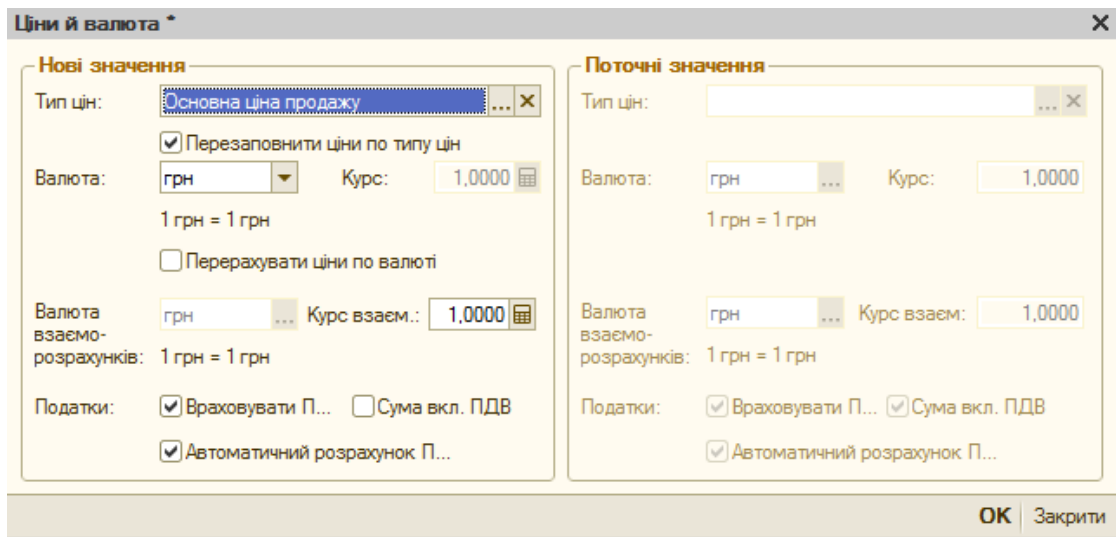 Ціни й валюта *
Нові значення
Тип цін: Основна ціна продажу ...
Перезаповнити ціни по типу цін
Валюта: грн Курс: 1,0000
1 грн = 1 грн
Перерахувати ціни по валюті
Валюта взаємо-розрахунків: грн ... Курс взаєм.: 1,0000
1 грн = 1 грн
Податки: Враховувати П... Сума вкл. ПДВ
Автоматичний розрахунок П...
Поточні значення
Тип цін: ...
Валюта: грн ... Курс: 1,0000
1 грн = 1 грн
Валюта взаємо-розрахунків: грн ... Курс взаєм: 1,0000
1 грн = 1 грн
Податки: Враховувати П... Сума вкл. ПДВ
Автоматичний розрахунок П...
OK Закрити